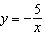 y = −5/x